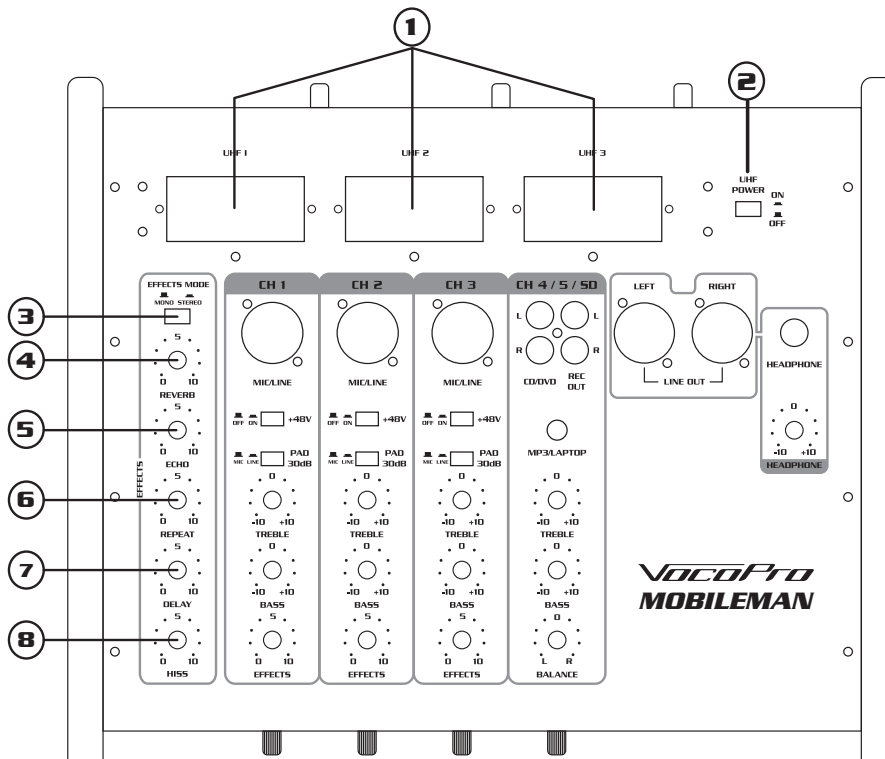 1
2
UHF 1 UHF 2 UHF 3
UHF
POWER
ON
OFF
EFFECTS MODE
MONO STEREO
3
5
4
0 10
REVERB
5
5
0 10
ECHO
EFFECTS
5
6
0 10
REPEAT
5
7
0 10
DELAY
5
8
0 10
HISS
CH 1
MIC/LINE
OFF ON +48V
MIC LINE PAD
30dB
0
-10 +10
TREBLE
0
-10 +10
BASS
5
0 10
EFFECTS
CH 2
MIC/LINE
OFF ON +48V
MIC LINE PAD
30dB
0
-10 +10
TREBLE
0
-10 +10
BASS
5
0 10
EFFECTS
CH 3
MIC/LINE
OFF ON +48V
MIC LINE PAD
30dB
0
-10 +10
TREBLE
0
-10 +10
BASS
5
0 10
EFFECTS
CH 4 / 5 / SD
L L
R R
CD/DVD REC
OUT
MP3/LAPTOP
0
-10 +10
TREBLE
0
-10 +10
BASS
0
L R
BALANCE
LEFT RIGHT
LINE OUT
HEADPHONE
0
-10 +10
HEADPHONE
VocoPro
MOBILEMAN